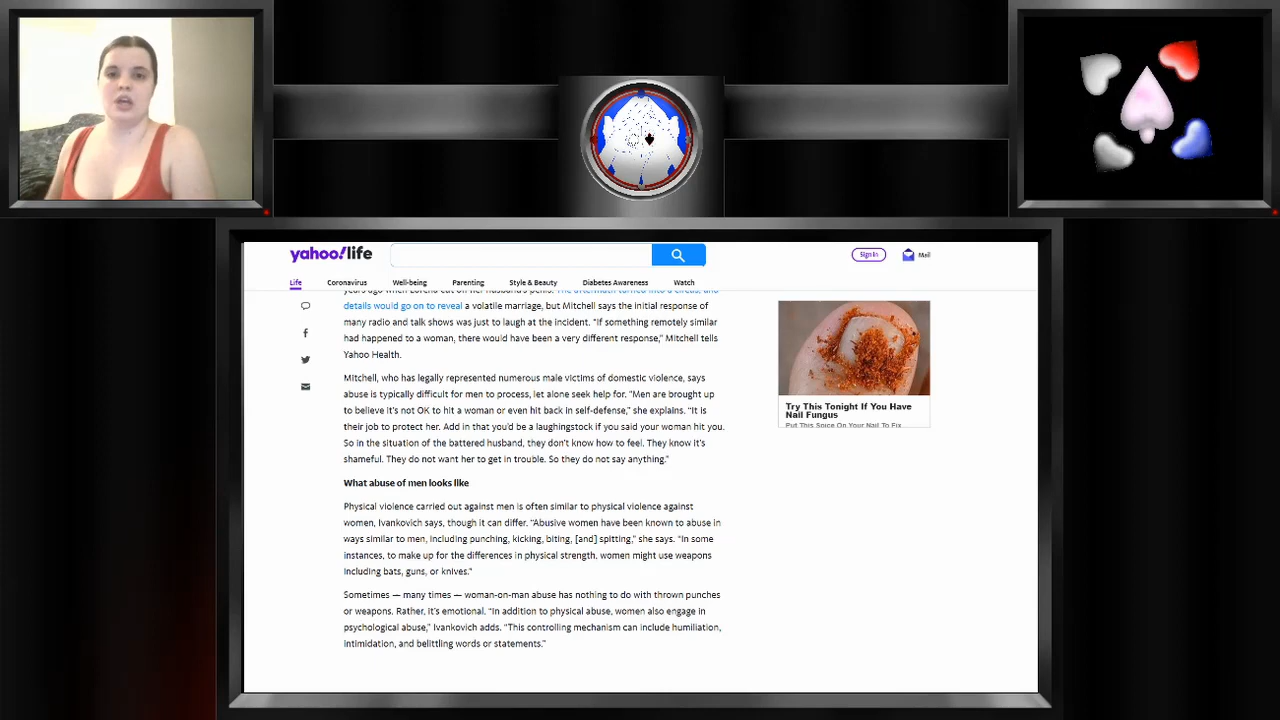 yahoo!life
Sign in
Mail
Life
Coronavirus
Well-being
Parenting
Style & Beauty
Diabetes Awareness
Watch
details would go on to reveal a volatile marriage, but Mitchell says the initial response of
many radio and talk shows was just to laugh at the incident. "If something remotely similar
had happened to a woman, there would have been a very different response," Mitchell tells
Yahoo Health.
Mitchell, who has legally represented numerous male victims of domestic violence, says
abuse is typically difficult for men to process, let alone seek help for. "Men are brought up
to believe it's not OK to hit a woman or even hit back in self-defense," she explains. "It is
their job to protect her. Add in that you'd be a laughingstock if you said your woman hit you.
So in the situation of the battered husband, they don't know how to feel. They know it's
shameful. They do not want her to get in trouble. So they do not say anything."
What abuse of men looks like
Physical violence carried out against men is often similar to physical violence against
women, Ivankovich says, though it can differ. "Abusive women have been known to abuse in
ways similar to men, including punching, kicking, biting, [and] spitting," she says. "In some
instances, to make up for the differences in physical strength, women might use weapons
including bats, guns, or knives."
Sometimes — many times — woman-on-man abuse has nothing to do with thrown punches
or weapons. Rather, it's emotional. "In addition to physical abuse, women also engage in
psychological abuse," Ivankovich adds. "This controlling mechanism can include humiliation,
intimidation, and belittling words or statements."
Try This Tonight If You Have
Nail Fungus
Put This Spice On Your Nail To Fix